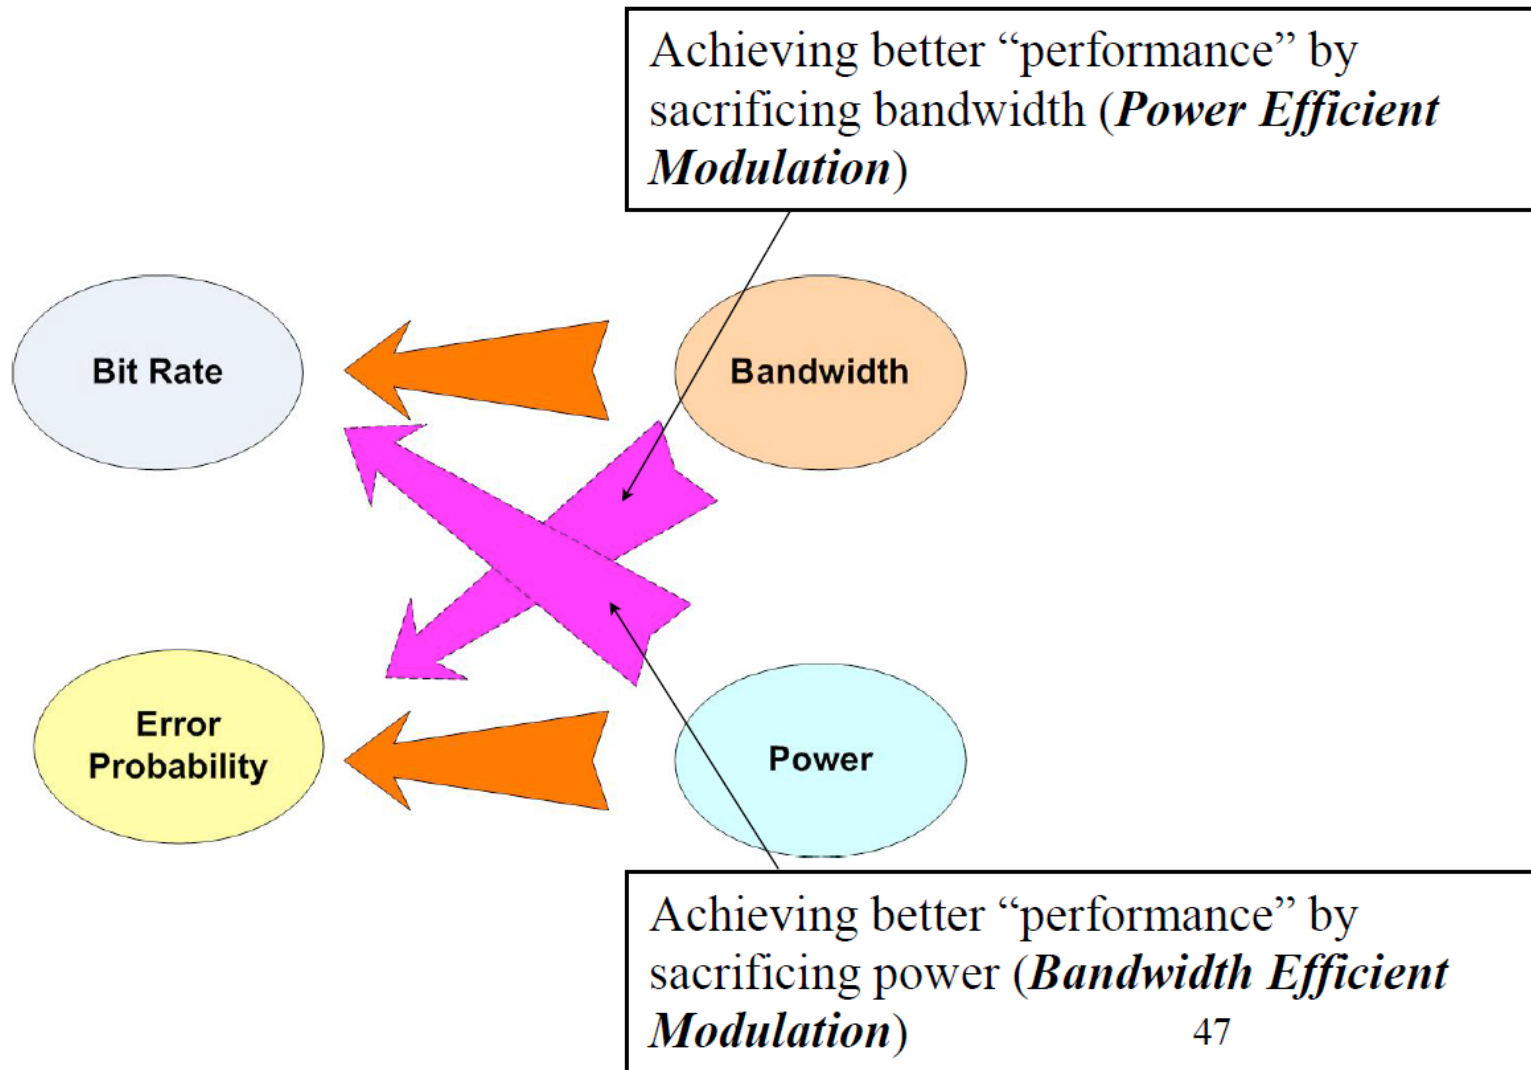 Achieving better “performance” by
sacrificing bandwidth (Power Efficient
Modulation)
Bit Rate
Bandwidth
Error
Probability
Power
Achieving better “performance” by
sacrificing power (Bandwidth Efficient
Modulation)
47